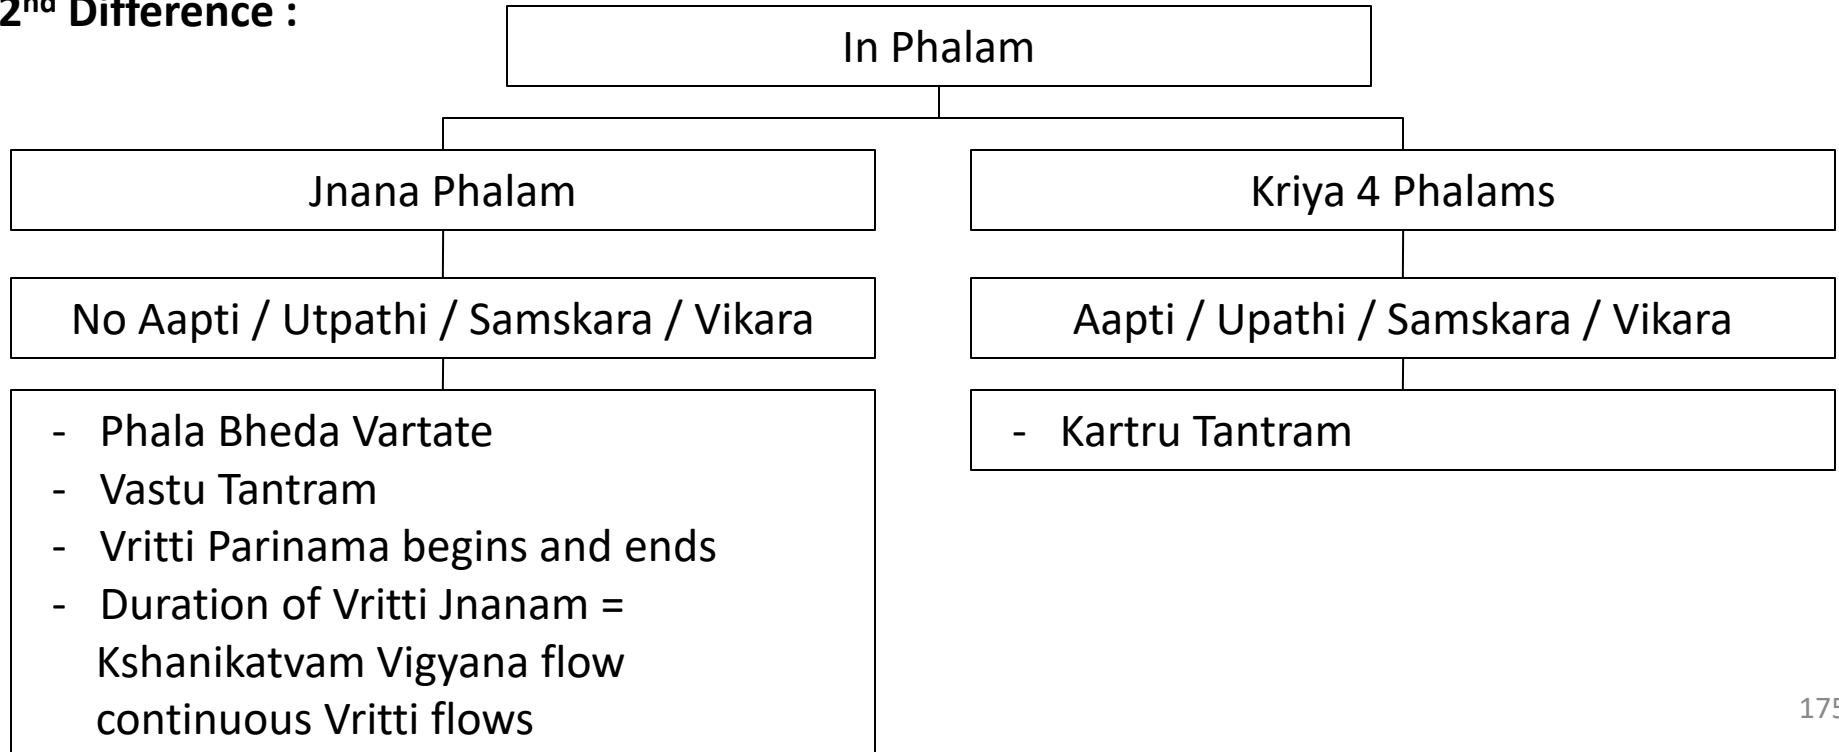 2nd Difference :
In Phalam
Jnana Phalam
Kriya 4 Phalams
No Aapti / Utpathi / Samskara / Vikara
Aapti / Upathi / Samskara / Vikara
- Phala Bheda Vartate
- Vastu Tantram
- Vritti Parinama begins and ends
- Duration of Vritti Jnanam =
Kshanikatvam Vigyana flow
continuous Vritti flows
- Kartru Tantram
175